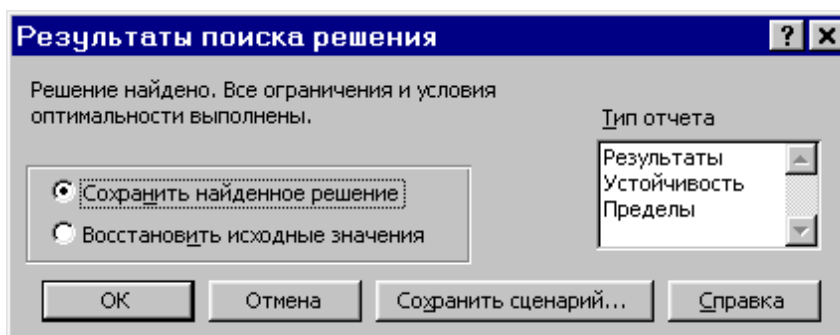 Результаты поиска решения
Решение найдено. Все ограничения и условия
оптимальности выполнены.
Тип отчета
Результаты
Устойчивость
Пределы
Сохранить найденное решение
Восстановить исходные значения
ОК
Отмена
Сохранить сценарий...
Справка